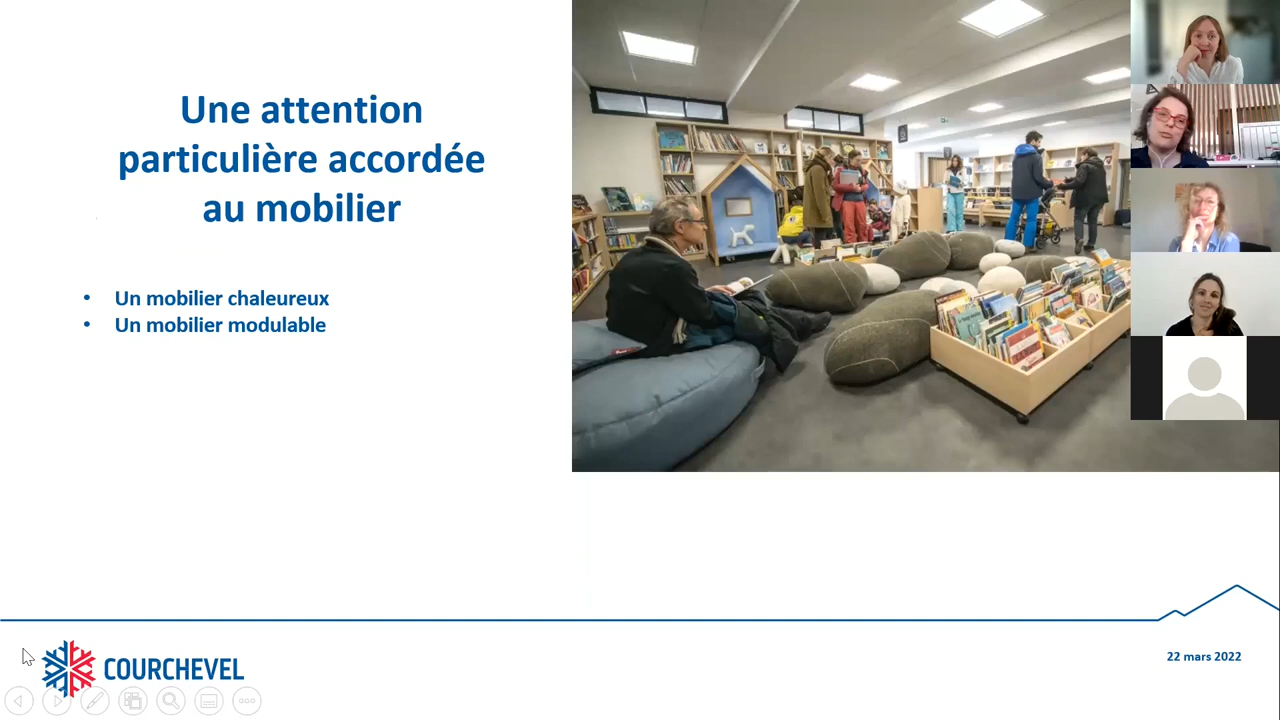 Une attention
particulière accordée
au mobilier
• Un mobilier chaleureux
• Un mobilier modulable
COURCHEVEL
22 mars 2022